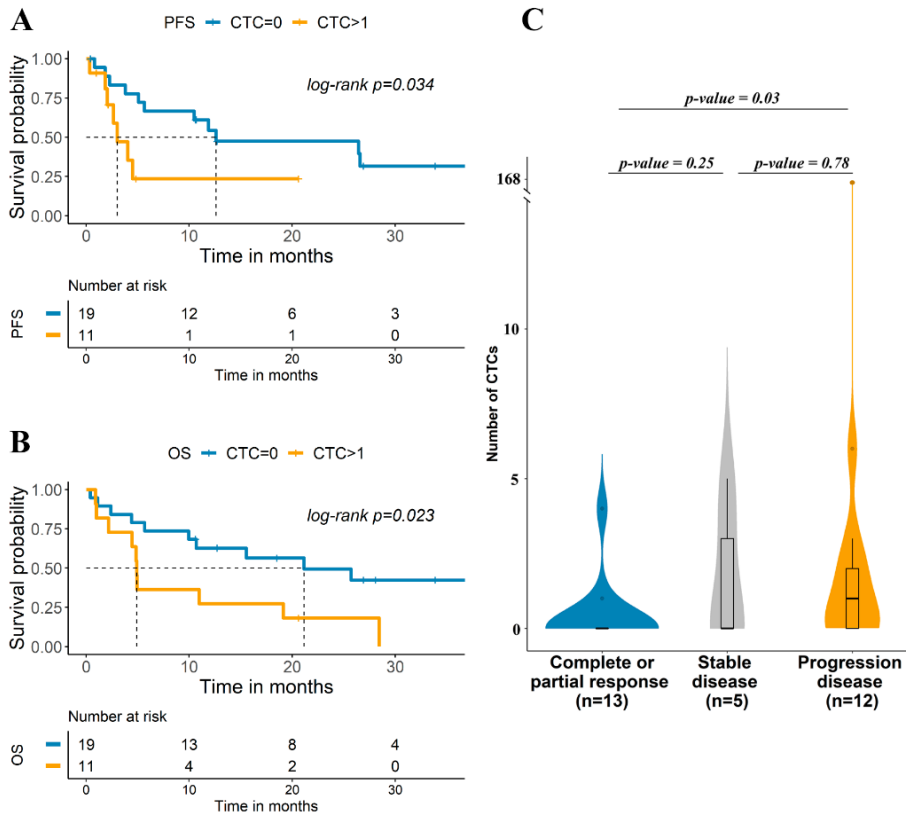 A
PFS CTC=0 CTC>1
Survival probability
1.00
0.75
0.50
0.25
0.00
log-rank p=0.034
0 10 20 30
Time in months
Number at risk
PFS
19 12 6 3
11 1 1 0
0 10 20 30
Time in months
B
OS CTC=0 CTC>1
Survival probability
1.00
0.75
0.50
0.25
0.00
log-rank p=0.023
0 10 20 30
Time in months
Number at risk
OS
19 13 8 4
11 4 2 0
0 10 20 30
Time in months
C
p-value = 0.03
p-value = 0.25 p-value = 0.78
Number of CTCs
168
10
5
0
Complete or
partial response
(n=13)
Stable
disease
(n=5)
Progression
disease
(n=12)